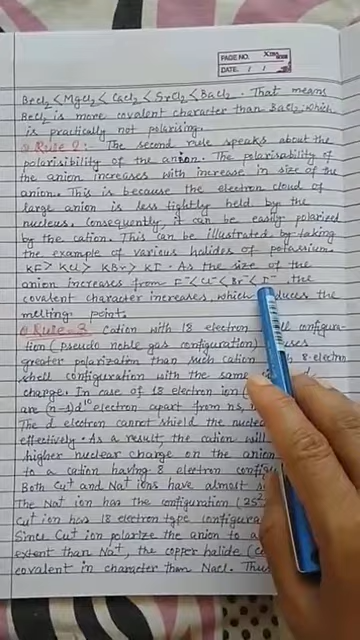 PAGE NO.
DATE: / /
BeCl2 < MgCl2 < CaCl2 < SrCl2 < BaCl2. That means
BeCl2 is more covalent character than BaCl2, which
is practically not polarising.
Rule 2: The second rule speaks about the
polarisibility of the anion. The polarisability of
the anion increases with increase in size of the
anion. This is because the electron cloud of
large anion is less tightly held by the
nucleus. Consequently, it can be easily polarized
by the cation. This can be illustrated by taking
the example of various halides of potassium.
KF > KCl > KBr > KI. As the size of the
anion increases from F⁻ < Cl⁻ < Br⁻ < I⁻, the
covalent character increases, which reduces the
melting point.
Rule-3 Cation with 18 electron configura-
tion (pseudo noble gas configuration)
greater polarization than such cation 8-electron
shell configuration with the same
charge. In case of 18 electron ion
are (n-1)d¹⁰ electron apart from ns,
The d electron cannot shield the
effectively. As a result, the cation will
higher nuclear charge on the anion
to a cation having 8 electron
Both Cu+ and Na+ ions have almost
The Na+ ion has the configuration (2s²
Cu+ ion has 18 electron type
Since Cu+ ion polarize the anion to a
extent than Na+, the copper halide
covalent in character than NaCl.